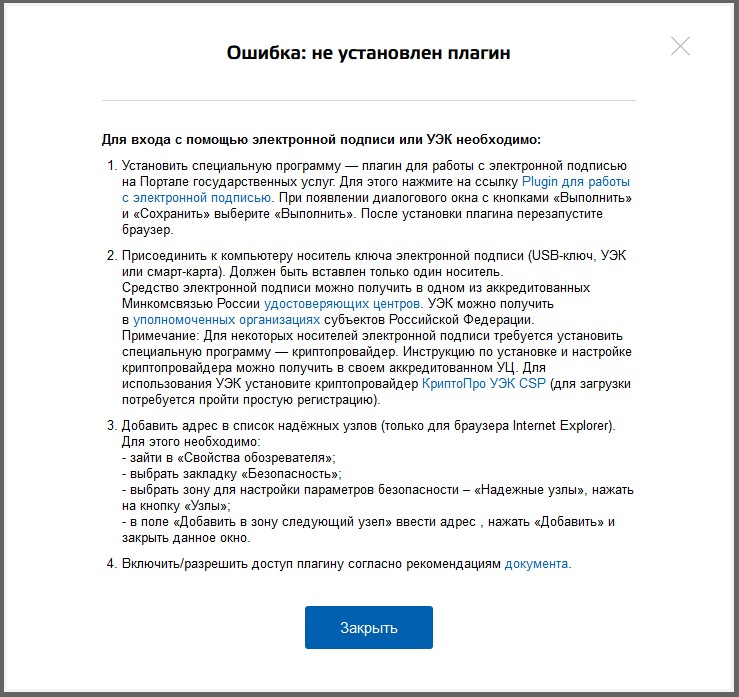 Ошибка: не установлен плагин
Для входа с помощью электронной подписи или УЭК необходимо:
1. Установить специальную программу — плагин для работы с электронной подписью
на Портале государственных услуг. Для этого нажмите на ссылку Plugin для работы
с электронной подписью. При появлении диалогового окна с кнопками «Выполнить»
и «Сохранить» выберите «Выполнить». После установки плагина перезапустите
браузер.
2. Присоединить к компьютеру носитель ключа электронной подписи (USB-ключ, УЭК
или смарт-карта). Должен быть вставлен только один носитель.
Средство электронной подписи можно получить в одном из аккредитованных
Минкомсвязью России удостоверяющих центров. УЭК можно получить
в уполномоченных организациях субъектов Российской Федерации.
Примечание: Для некоторых носителей электронной подписи требуется установить
специальную программу — криптопровайдер. Инструкцию по установке и настройке
криптопровайдера можно получить в своем аккредитованном УЦ. Для
использования УЭК установите криптопровайдер КриптоПро УЭК CSP (для загрузки
потребуется пройти простую регистрацию).
3. Добавить адрес в список надёжных узлов (только для браузера Internet Explorer).
Для этого необходимо:
- зайти в «Свойства обозревателя»;
- выбрать закладку «Безопасность»;
- выбрать зону для настройки параметров безопасности – «Надежные узлы», нажать
на кнопку «Узлы»;
- в поле «Добавить в зону следующий узел» ввести адрес , нажать «Добавить» и
закрыть данное окно.
4. Включить/разрешить доступ плагину согласно рекомендациям документа.
Закрыть